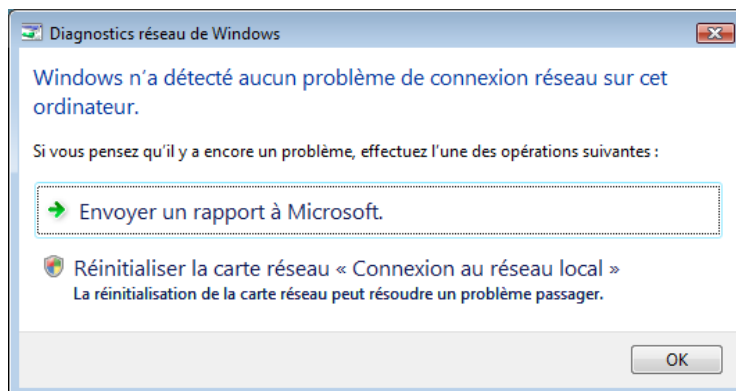 Diagnostics réseau de Windows
Windows n'a détecté aucun problème de connexion réseau sur cet
ordinateur.
Si vous pensez qu'il y a encore un problème, effectuez l'une des opérations suivantes :
Envoyer un rapport à Microsoft.
Réinitialiser la carte réseau « Connexion au réseau local »
La réinitialisation de la carte réseau peut résoudre un problème passager.
OK